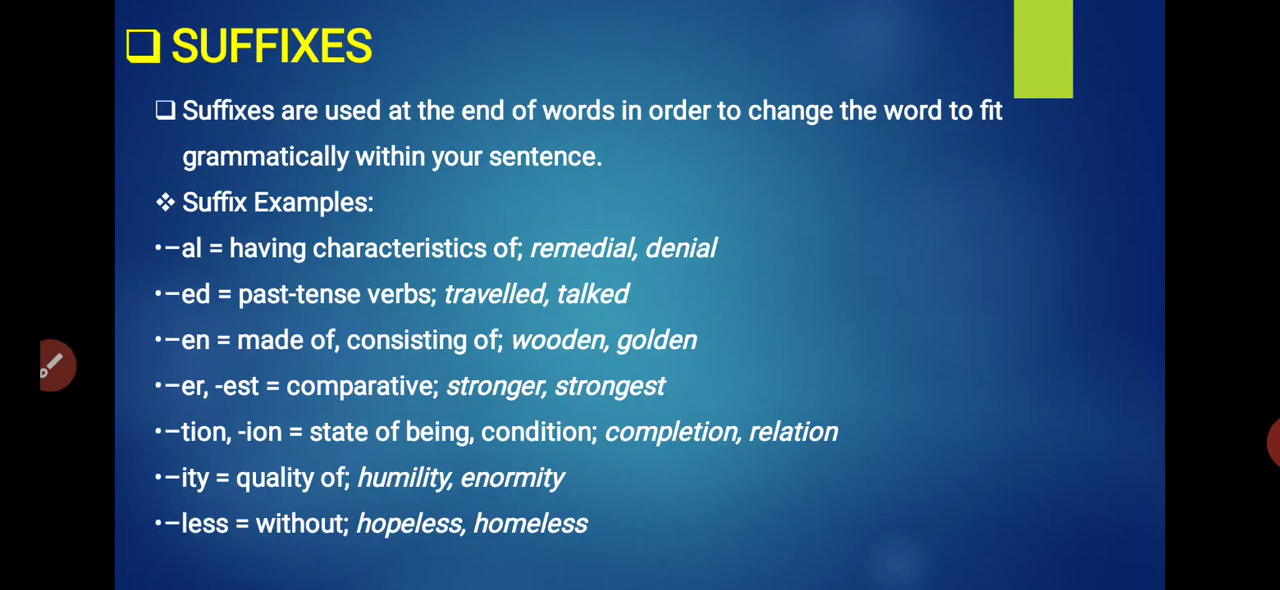 SUFFIXES
Suffixes are used at the end of words in order to change the word to fit
grammatically within your sentence.
Suffix Examples:
•–al = having characteristics of; remedial, denial
•–ed = past-tense verbs; travelled, talked
•–en = made of, consisting of; wooden, golden
•–er, -est = comparative; stronger, strongest
•–tion, -ion = state of being, condition; completion, relation
•–ity = quality of; humility, enormity
•–less = without; hopeless, homeless